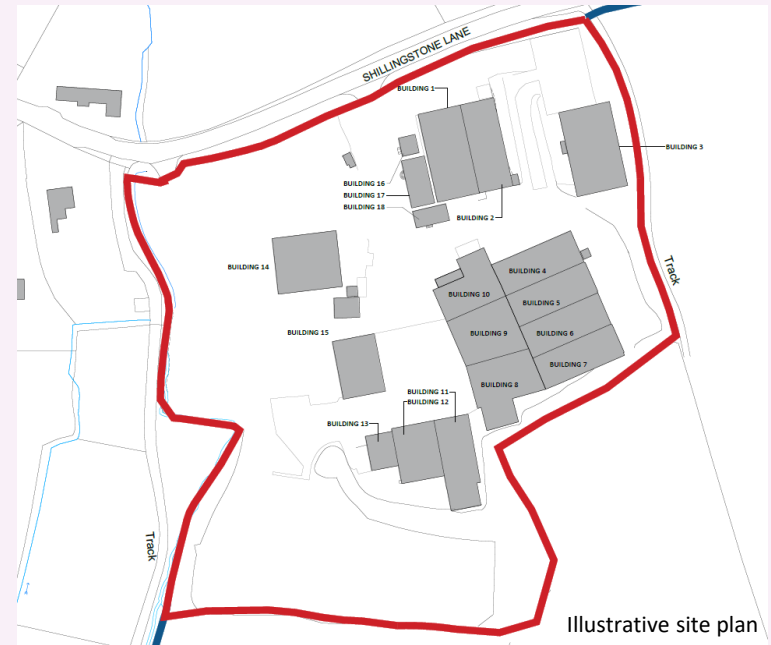 SHILLINGSTONE LANE
BUILDING 1
BUILDING 3
BUILDING 16
BUILDING 17
BUILDING 18
BUILDING 2
BUILDING 14
BUILDING 4
Track
BUILDING 10
BUILDING 5
BUILDING 9
BUILDING 6
BUILDING 15
BUILDING 7
BUILDING 8
BUILDING 11
BUILDING 12
BUILDING 13
Track
Illustrative site plan